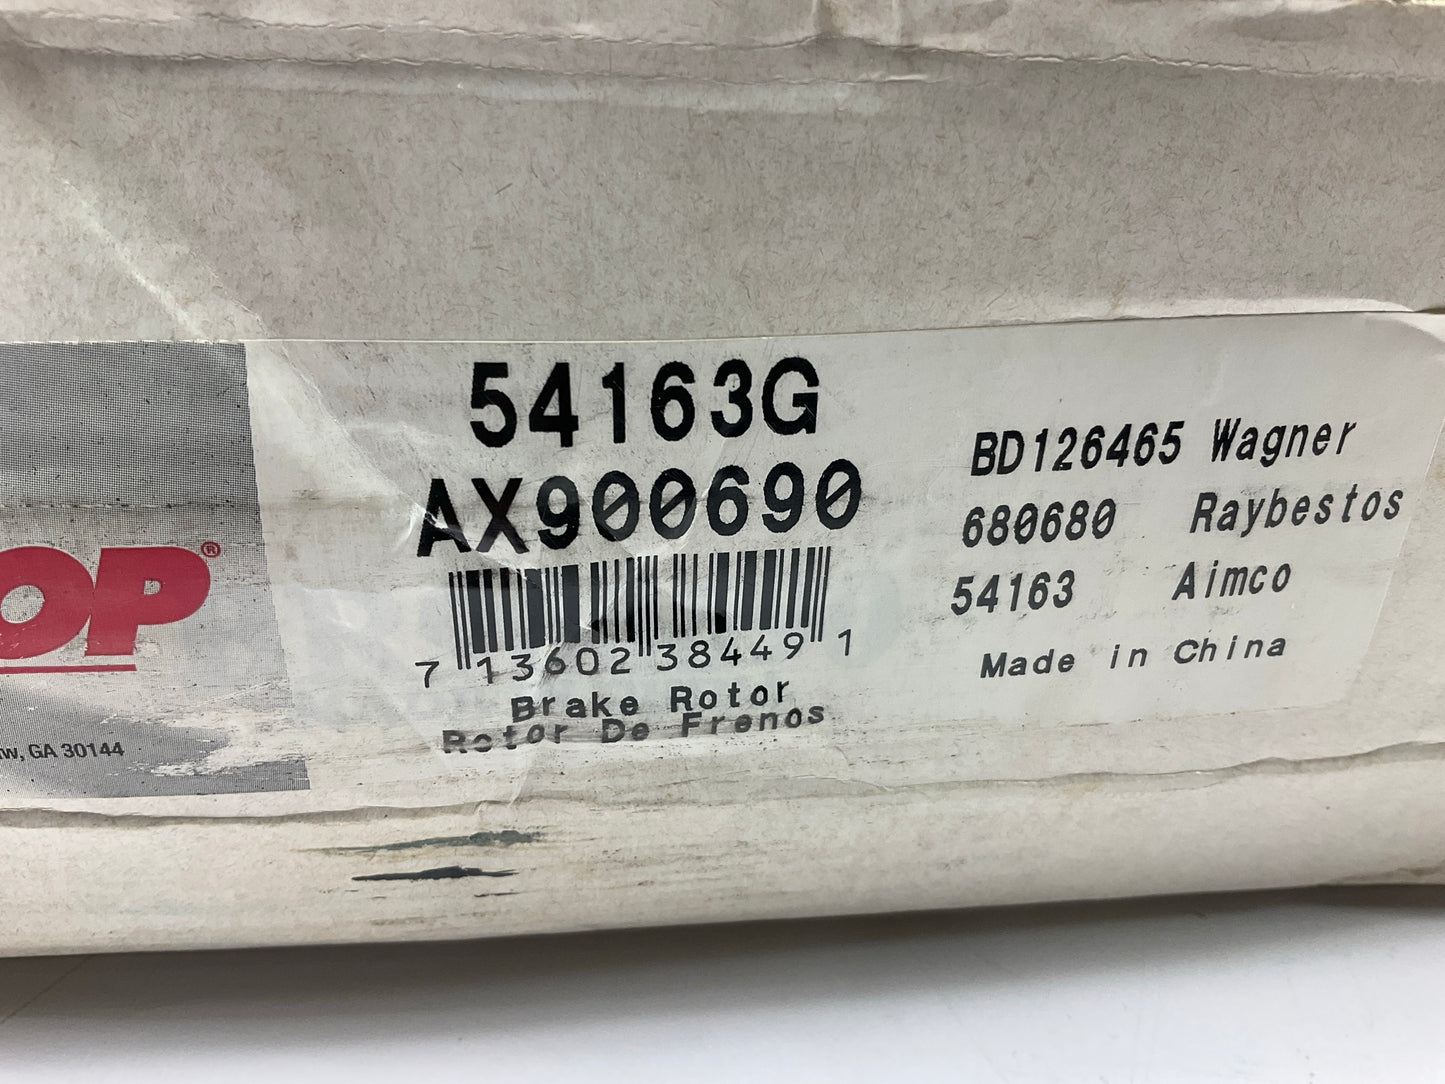 54163G
AX900690
7 13602 38449 1
Brake Rotor
Rotor De Frenos
BD126465 Wagner
680680 Raybestos
54163 Aimco
Made in China
OP®
GA 30144